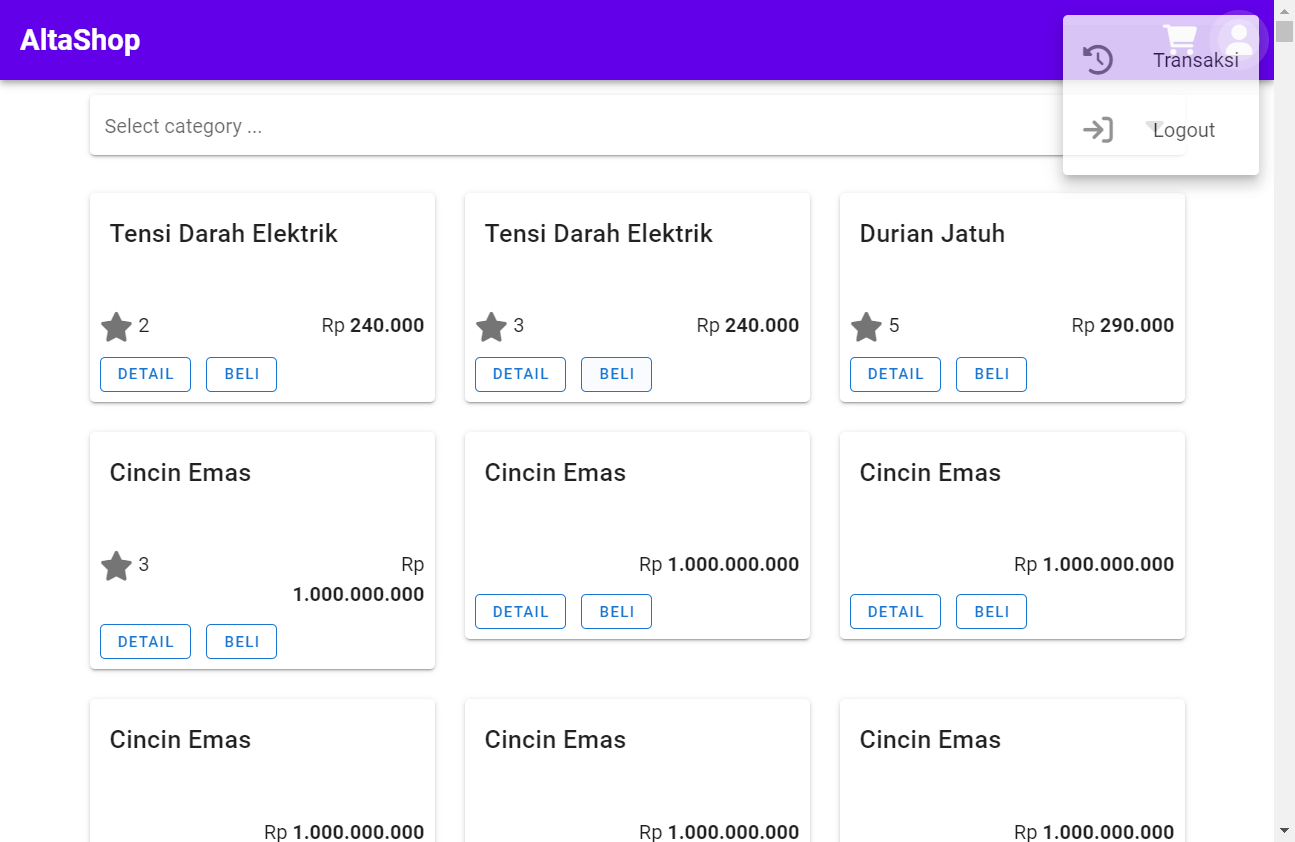 AltaShop
Transaksi
Select category ...
Logout
Tensi Darah Elektrik
2
Rp 240.000
DETAIL
BELI
Tensi Darah Elektrik
3
Rp 240.000
DETAIL
BELI
Durian Jatuh
5
Rp 290.000
DETAIL
BELI
Cincin Emas
3
Rp
1.000.000.000
DETAIL
BELI
Cincin Emas
Rp 1.000.000.000
DETAIL
BELI
Cincin Emas
Rp 1.000.000.000
DETAIL
BELI
Cincin Emas
Rp 1.000.000.000
Cincin Emas
Rp 1.000.000.000
Cincin Emas
Rp 1.000.000.000